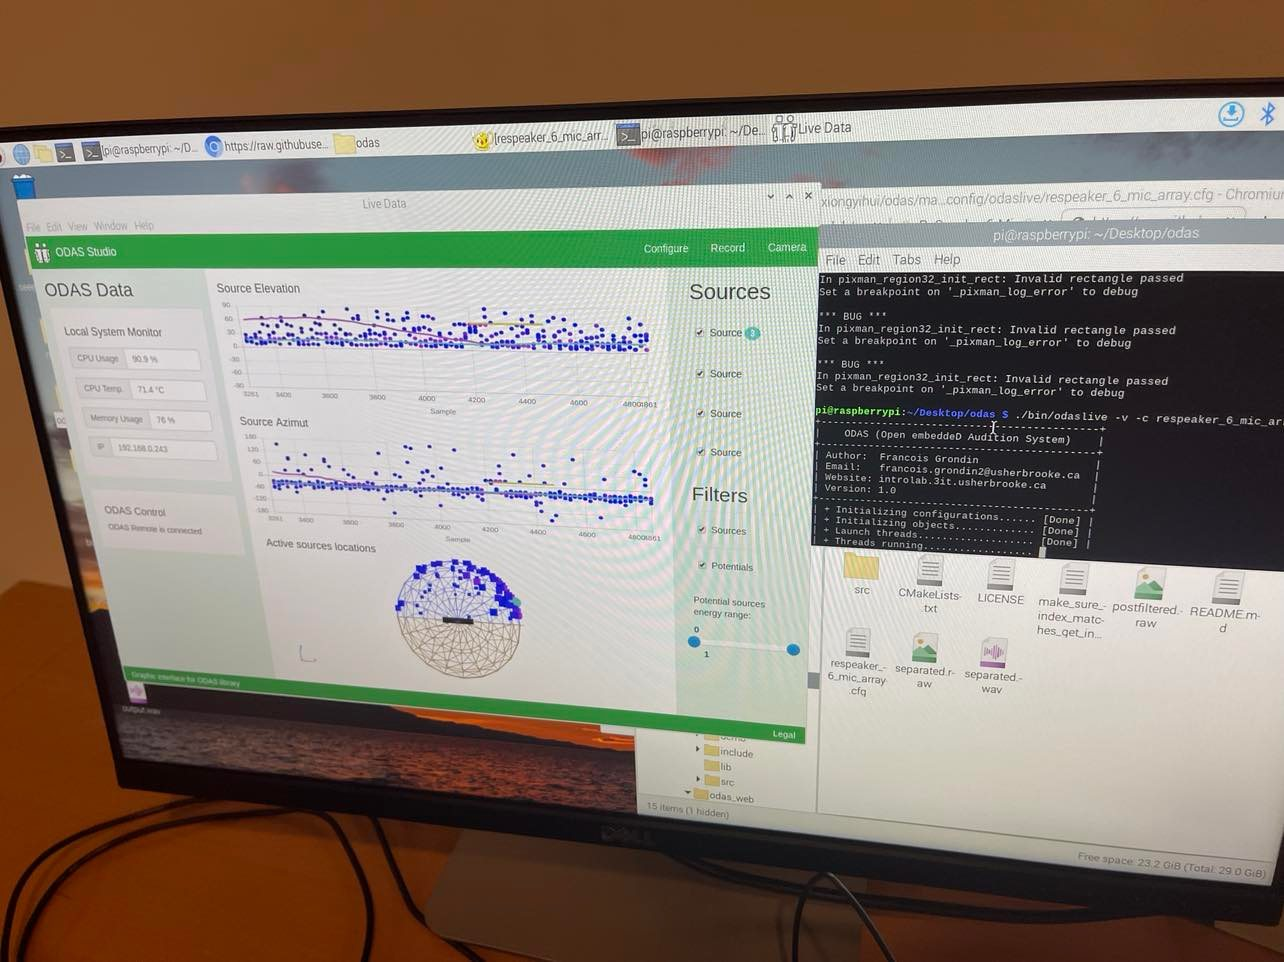 [pi@raspberrypi: ~/D...
https://raw.githubuse...
odas
[respeaker_6_mic_arr...
pi@raspberrypi: ~/De...
Live Data
Live Data
File Edit View Window Help
ODAS Studio
Configure
Record
Camera
ODAS Data
Local System Monitor
CPU Usage 90.9 %
CPU Temp. 71.4 °C
Memory Usage 76 %
IP 192.168.0.243
ODAS Control
ODAS Remote is connected
Source Elevation
90
60
30
0
-30
-60
-90
3261 3400 3600 3800 4000 4200 4400 4600 48004861
Sample
Source Azimut
180
120
60
0
-60
-120
-180
3261 3400 3600 3800 4000 4200 4400 4600 48004861
Sample
Active sources locations
Sources
Source 3
Source
Source
Source
Filters
Sources
Potentials
Potential sources
energy range:
0
1
Graphic interface for ODAS library
Legal
output.wav
xiongyihui/odas/ma...config/odaslive/respeaker_6_mic_array.cfg - Chromiu
pi@raspberrypi: ~/Desktop/odas
File Edit Tabs Help
In pixman_region32_init_rect: Invalid rectangle passed
Set a breakpoint on '_pixman_log_error' to debug
*** BUG ***
In pixman_region32_init_rect: Invalid rectangle passed
Set a breakpoint on '_pixman_log_error' to debug
*** BUG ***
In pixman_region32_init_rect: Invalid rectangle passed
Set a breakpoint on '_pixman_log_error' to debug
pi@raspberrypi:~/Desktop/odas $ ./bin/odaslive -v -c respeaker_6_mic_ar
ODAS (Open embeddeD Audition System)
Author: Francois Grondin
Email: francois.grondin2@usherbrooke.ca
Website: introlab.3it.usherbrooke.ca
Version: 1.0
+ Initializing configurations...... [Done]
+ Initializing objects............. [Done]
+ Launch threads................... [Done]
+ Threads running..................
src
CMakeLists.txt
LICENSE
make_sure_index_matches_get_in...
postfiltered.raw
README.md
respeaker_6_mic_array.cfg
separated.raw
separated.wav
include
lib
src
odas_web
15 items (1 hidden)
Free space: 23.2 GiB (Total: 29.0 GiB)
DELL